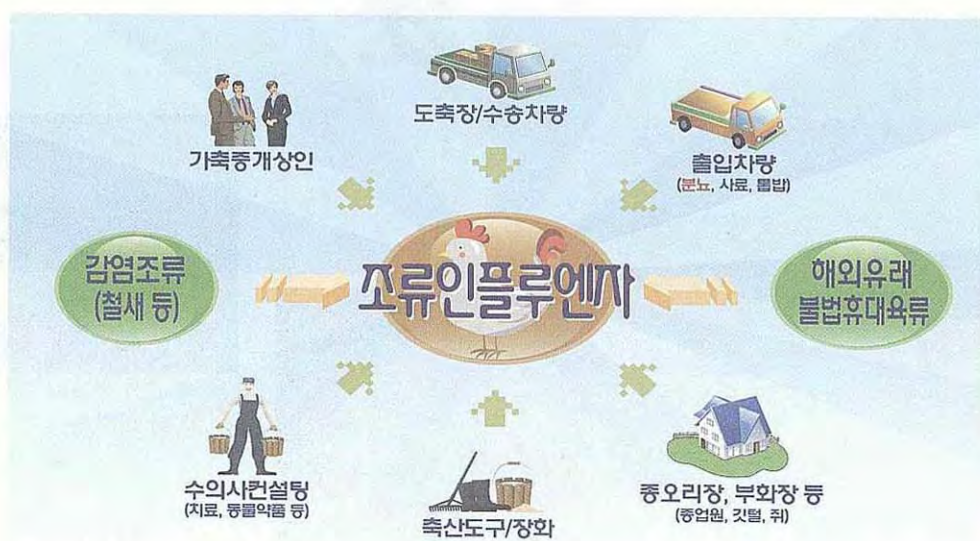 도축장/수송차량
가축중개상인
출입차량
(분뇨, 사료, 톱밥)
감염조류
(철새 등)
조류인플루엔자
해외유래
불법휴대육류
수의사컨설팅
(치료, 동물약품 등)
축산도구/장화
종오리장, 부화장 등
(종업원, 깃털, 쥐)